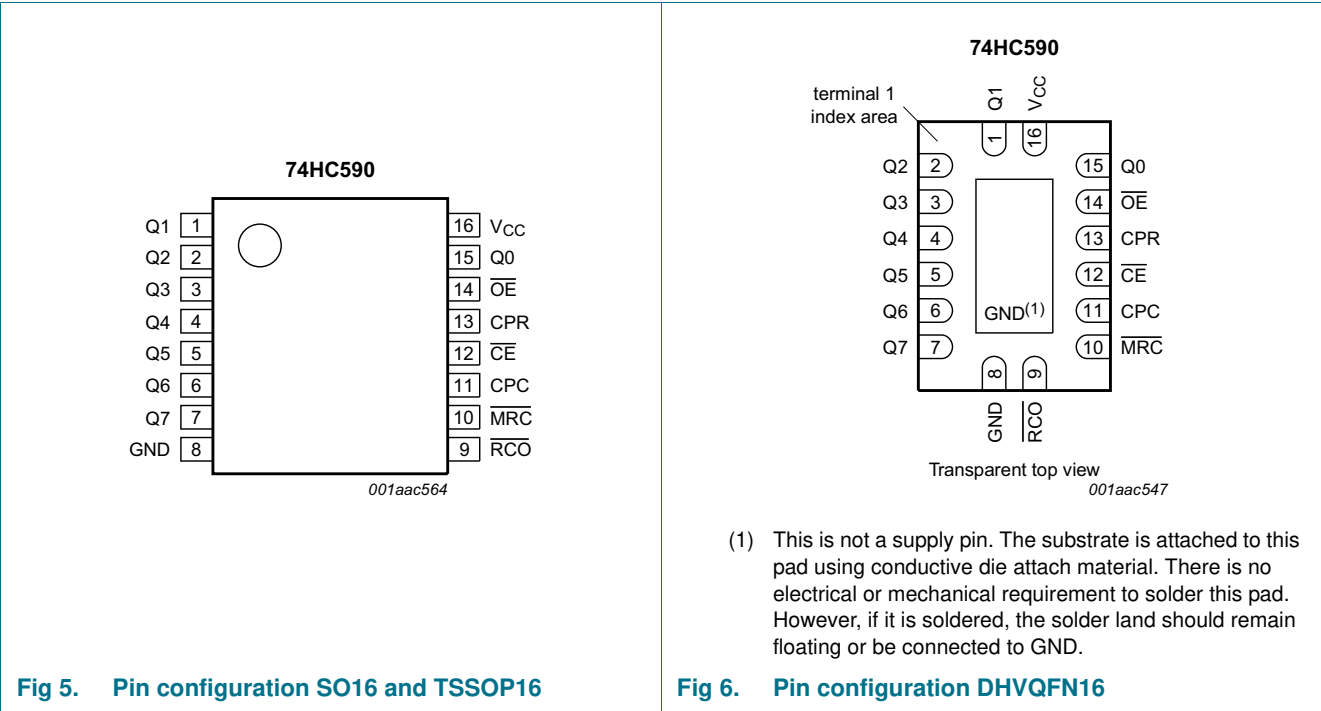 74HC590
Q1 1
Q2 2
Q3 3
Q4 4
Q5 5
Q6 6
Q7 7
GND 8
16 VCC
15 Q0
14 OE
13 CPR
12 CE
11 CPC
10 MRC
9 RCO
001aac564
Fig 5. Pin configuration SO16 and TSSOP16
74HC590
terminal 1
index area
Q1 VCC
1 16
Q2 2
Q3 3
Q4 4
Q5 5
Q6 6
Q7 7
15 Q0
14 OE
13 CPR
12 CE
11 CPC
10 MRC
GND(1)
8 9
GND RCO
Transparent top view
001aac547
(1) This is not a supply pin. The substrate is attached to this
pad using conductive die attach material. There is no
electrical or mechanical requirement to solder this pad.
However, if it is soldered, the solder land should remain
floating or be connected to GND.
Fig 6. Pin configuration DHVQFN16